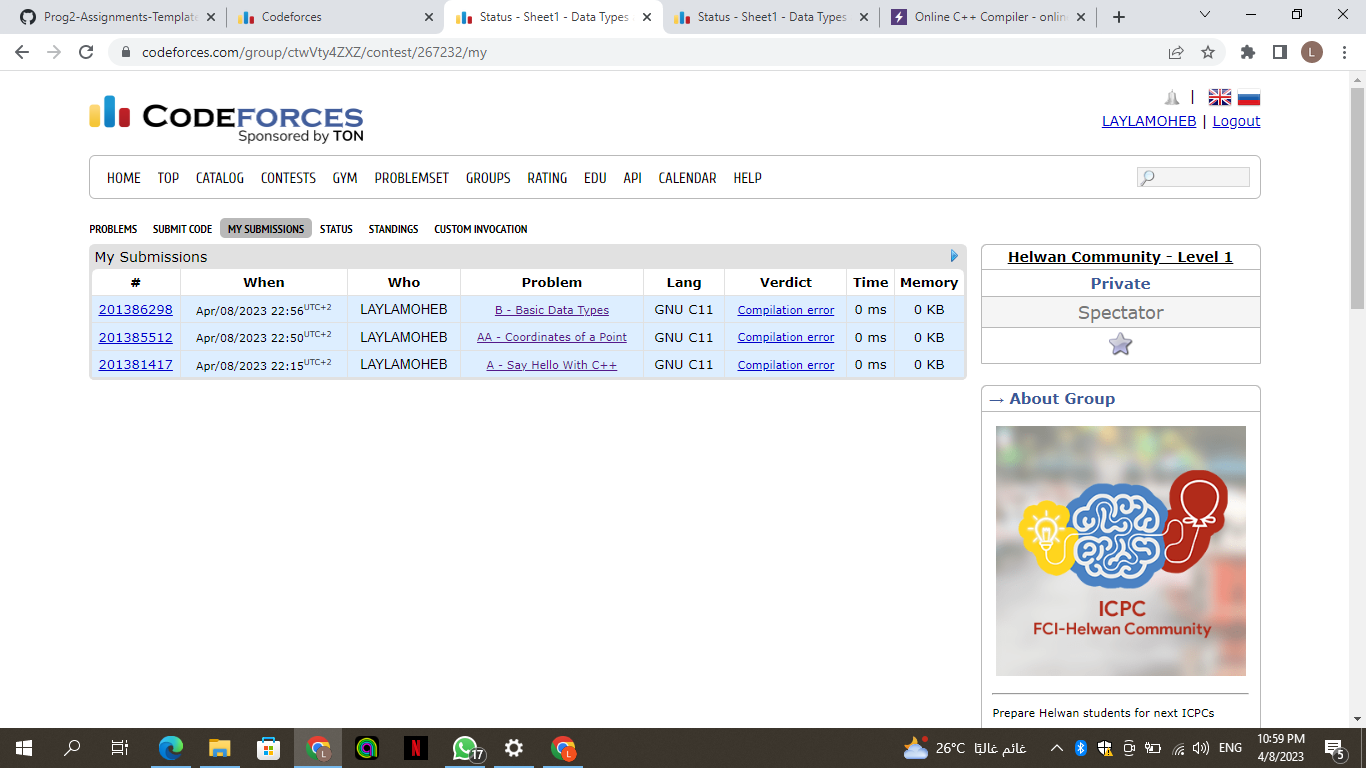 Prog2-Assignments-Templat
Codeforces
Status - Sheet1 - Data Types
Status - Sheet1 - Data Types
Online C++ Compiler - onlin
codeforces.com/group/ctwVty4ZXZ/contest/267232/my
L
CODEFORCES
Sponsored by TON
|
LAYLAMOHEB | Logout
HOME TOP CATALOG CONTESTS GYM PROBLEMSET GROUPS RATING EDU API CALENDAR HELP
PROBLEMS SUBMIT CODE MY SUBMISSIONS STATUS STANDINGS CUSTOM INVOCATION
My Submissions
# When Who Problem Lang Verdict Time Memory
201386298 Apr/08/2023 22:56UTC+2 LAYLAMOHEB B - Basic Data Types GNU C11 Compilation error 0 ms 0 KB
201385512 Apr/08/2023 22:50UTC+2 LAYLAMOHEB AA - Coordinates of a Point GNU C11 Compilation error 0 ms 0 KB
201381417 Apr/08/2023 22:15UTC+2 LAYLAMOHEB A - Say Hello With C++ GNU C11 Compilation error 0 ms 0 KB
Helwan Community - Level 1
Private
Spectator
→ About Group
ICPC
FCI-Helwan Community
Prepare Helwan students for next ICPCs
L
N
17
L
26°C غائم غالبًا
ENG
10:59 PM
4/8/2023
5